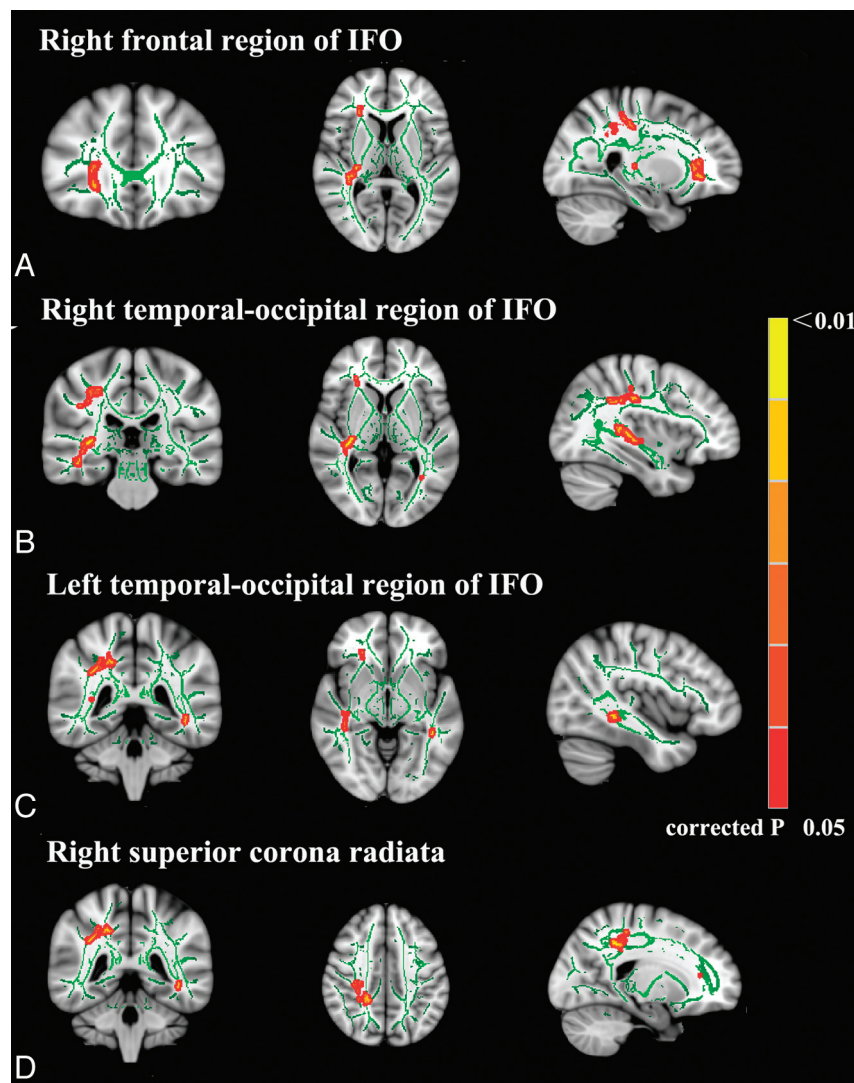 Right frontal region of IFO
A
Right temporal-occipital region of IFO
<0.01
B
Left temporal-occipital region of IFO
C
corrected P 0.05
Right superior corona radiata
D